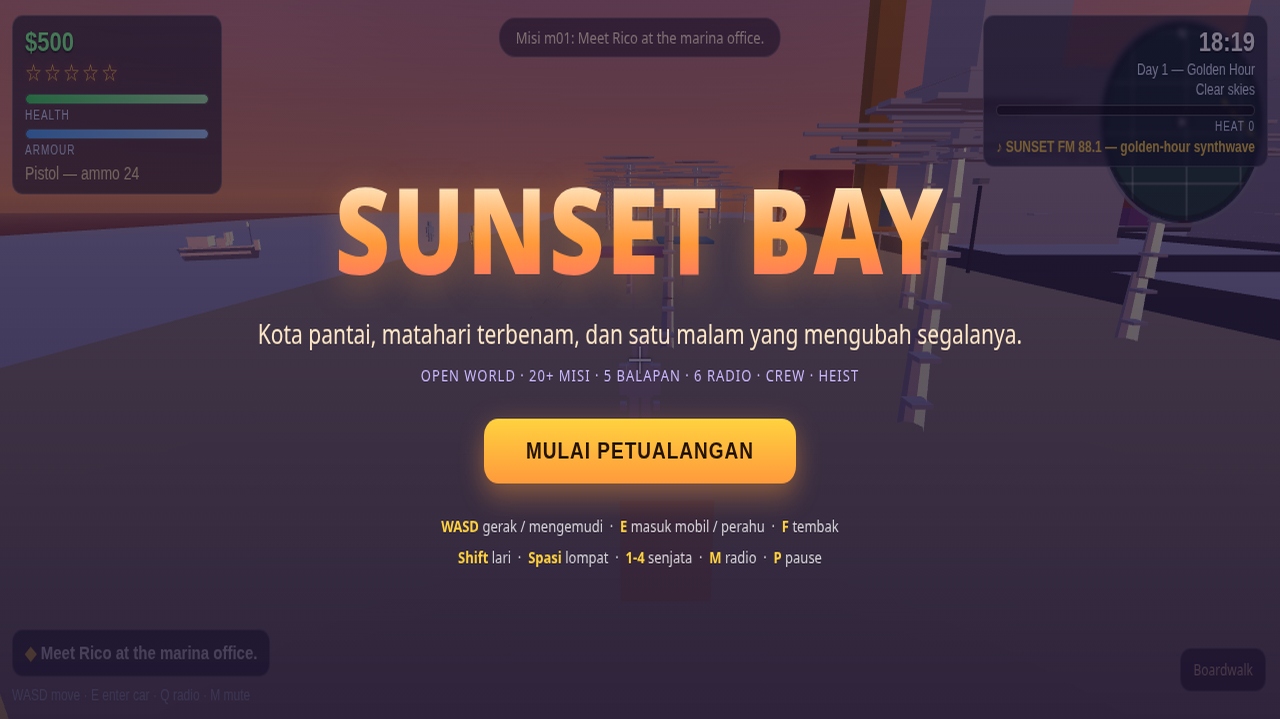 $500
☆☆☆☆☆
HEALTH
ARMOUR
Pistol — ammo 24
Misi m01: Meet Rico at the marina office.
18:19
Day 1 — Golden Hour
Clear skies
HEAT 0
♪ SUNSET FM 88.1 — golden-hour synthwave
SUNSET BAY
Kota pantai, matahari terbenam, dan satu malam yang mengubah segalanya.
OPEN WORLD · 20+ MISI · 5 BALAPAN · 6 RADIO · CREW · HEIST
MULAI PETUALANGAN
WASD gerak / mengemudi · E masuk mobil / perahu · F tembak
Shift lari · Spasi lompat · 1-4 senjata · M radio · P pause
◆ Meet Rico at the marina office.
WASD move E enter car Q radio M mute
Boardwalk